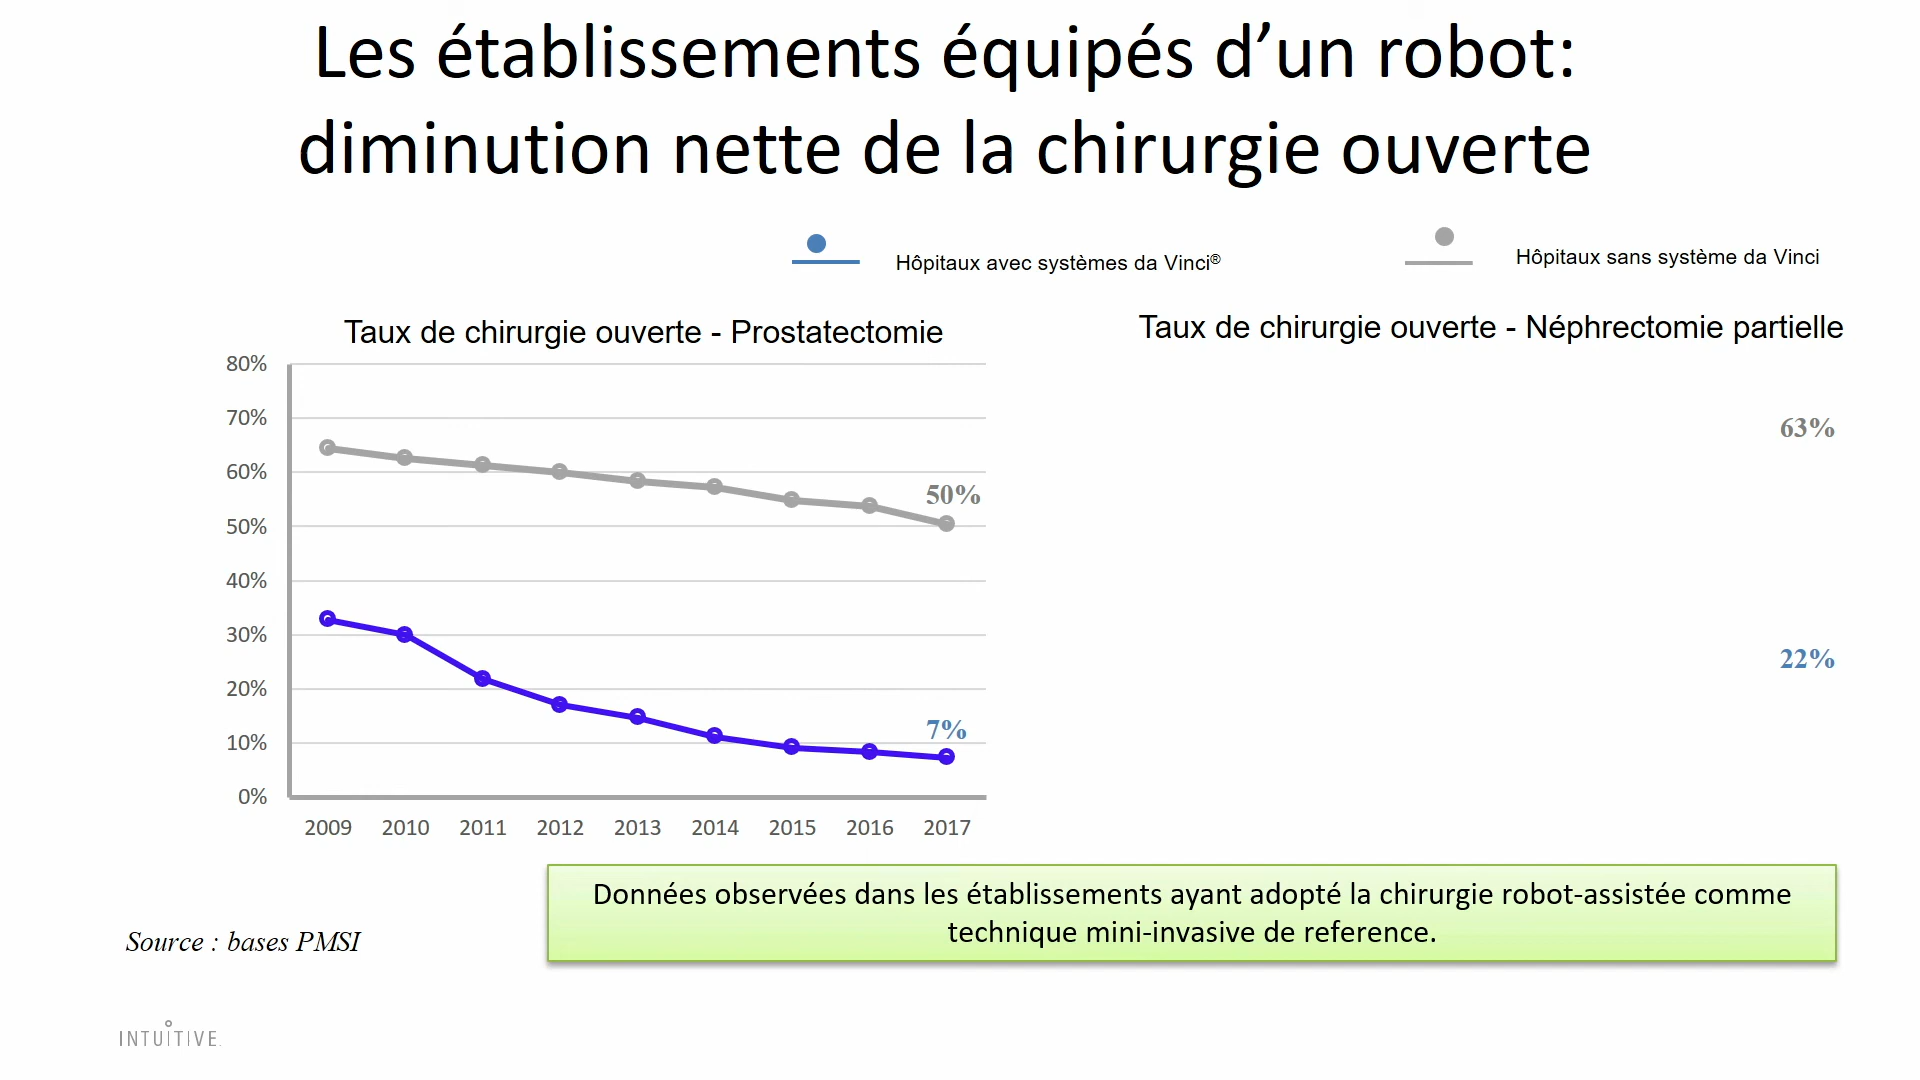 Les établissements équipés d’un robot:
diminution nette de la chirurgie ouverte
Hôpitaux avec systèmes da Vinci®
Hôpitaux sans système da Vinci
Taux de chirurgie ouverte - Prostatectomie
80%
70%
60%
50%
40%
30%
20%
10%
0%
50%
7%
2009 2010 2011 2012 2013 2014 2015 2016 2017
Taux de chirurgie ouverte - Néphrectomie partielle
63%
22%
Données observées dans les établissements ayant adopté la chirurgie robot-assistée comme
technique mini-invasive de reference.
Source : bases PMSI
INTUITIVE